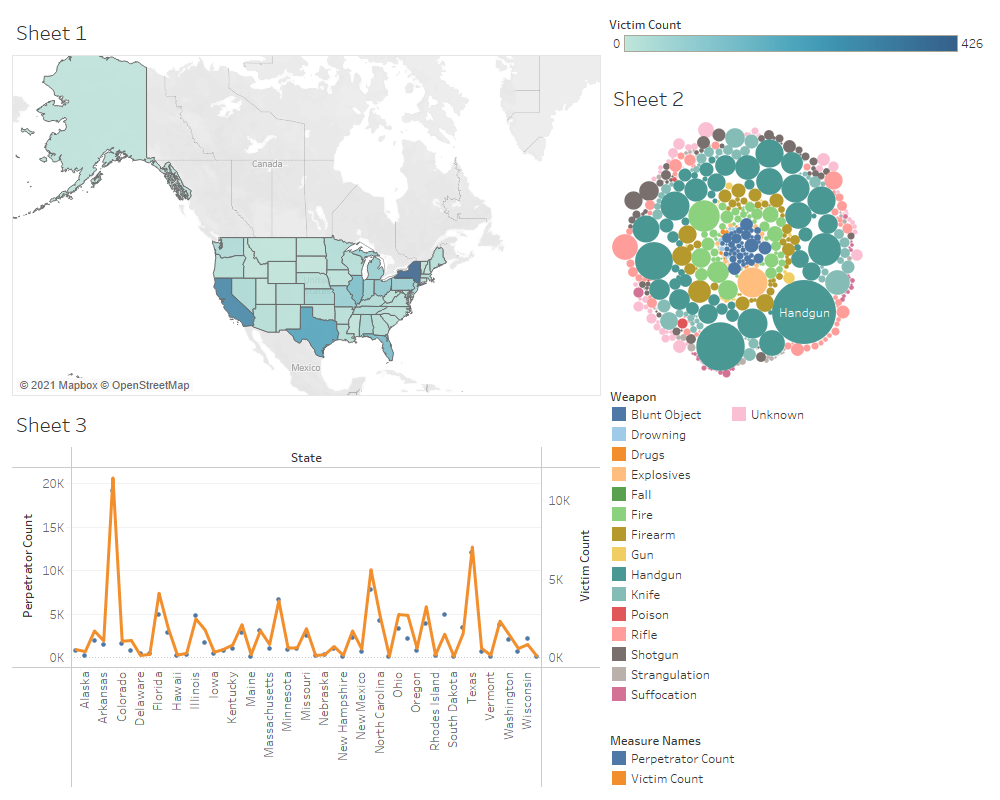 Sheet 1
Canada
Mexico
© 2021 Mapbox © OpenStreetMap
Victim Count
0
426
Sheet 2
Handgun
Weapon
Blunt Object
Drowning
Drugs
Explosives
Fall
Fire
Firearm
Gun
Handgun
Knife
Poison
Rifle
Shotgun
Strangulation
Suffocation
Unknown
Sheet 3
State
Perpetrator Count
20K
15K
10K
5K
0K
10K
5K
0K
Victim Count
Alaska
Arkansas
Colorado
Delaware
Florida
Hawaii
Illinois
Iowa
Kentucky
Maine
Massachusetts
Minnesota
Missouri
Nebraska
New Hampshire
New Mexico
North Carolina
Ohio
Oregon
Rhodes Island
South Dakota
Texas
Vermont
Washington
Wisconsin
Measure Names
Perpetrator Count
Victim Count